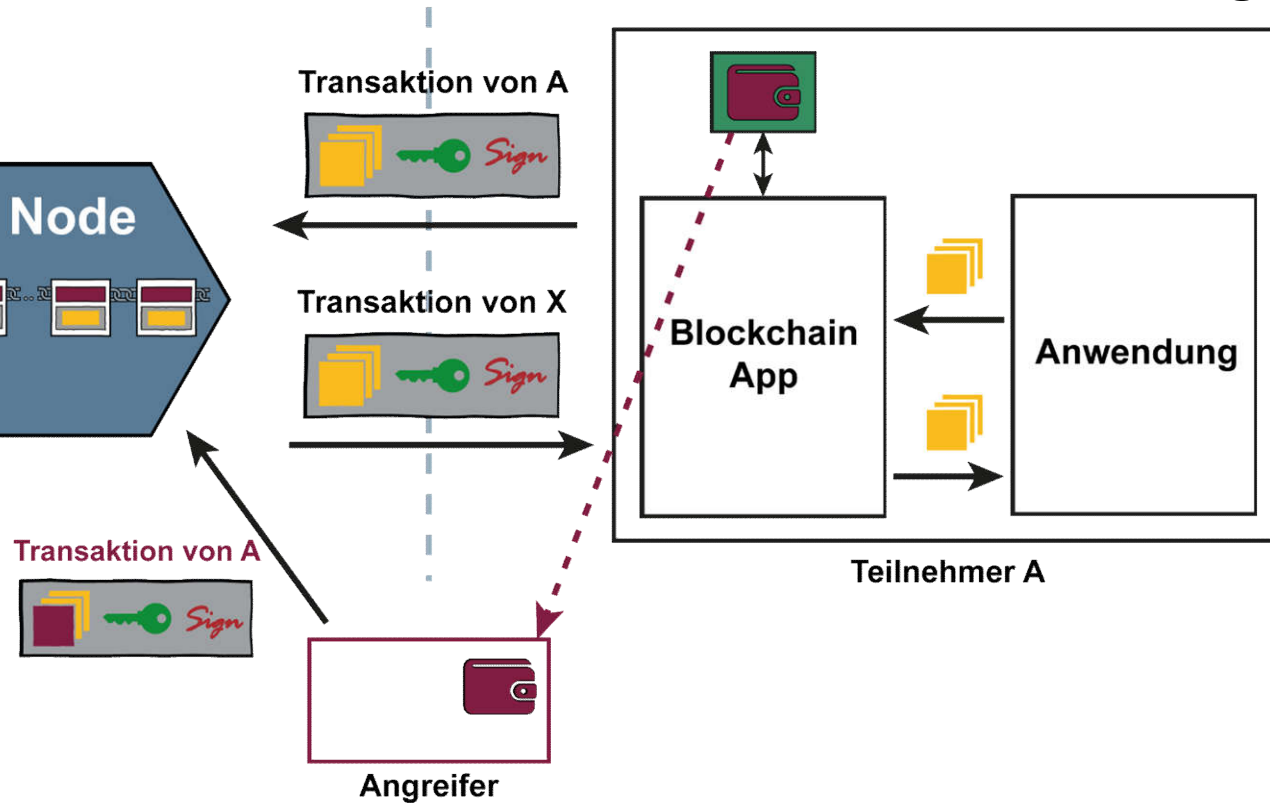 Transaktion von A
Sign
Node
Transaktion von X
Sign
Blockchain
App
Anwendung
Transaktion von A
Sign
Teilnehmer A
Angreifer